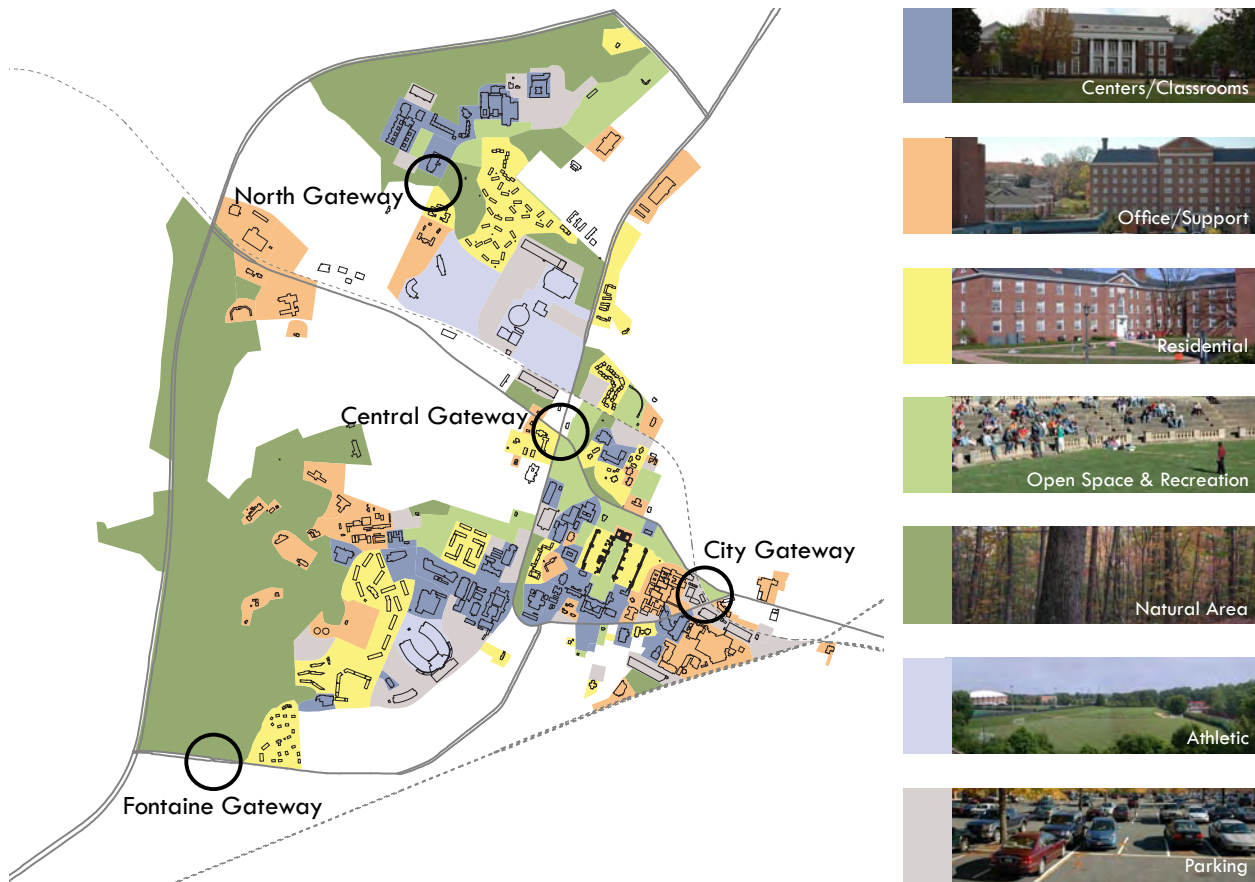 North Gateway
Central Gateway
City Gateway
Fontaine Gateway
Centers/Classrooms
Office/Support
Residential
Open Space & Recreation
Natural Area
Athletic
Parking